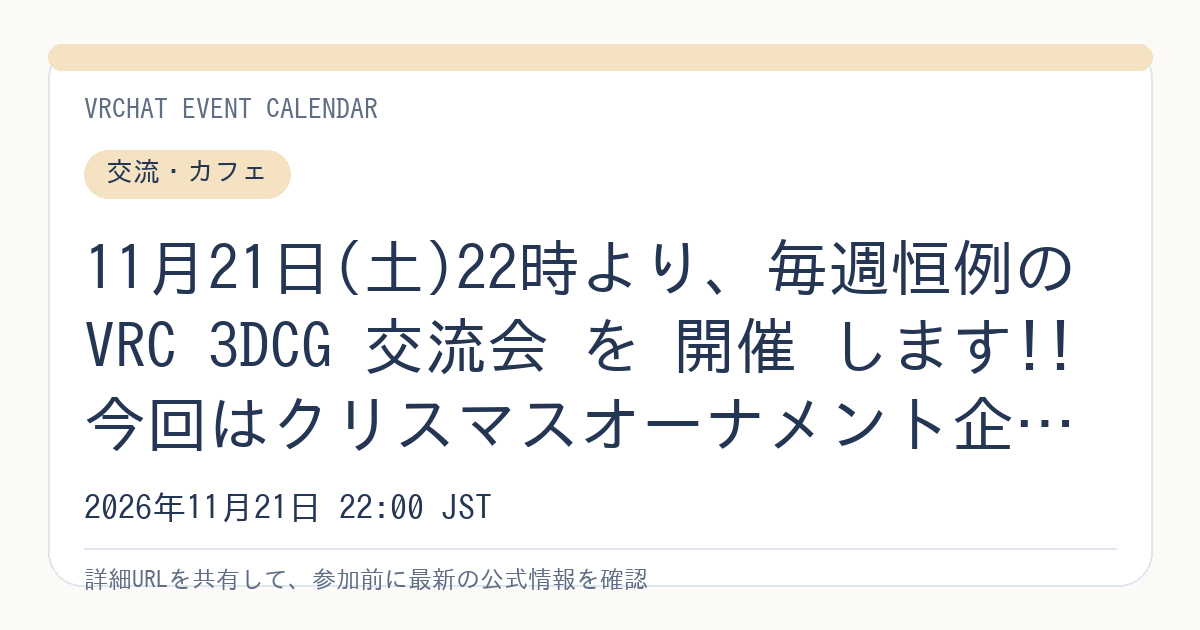 VRCHAT EVENT CALENDAR
交流・カフェ
11月21日(土)22時より、毎週恒例の
VRC 3DCG 交流会 を 開催 します!!
今回はクリスマスオーナメント企…
2026年11月21日 22:00 JST
詳細URLを共有して、参加前に最新の公式情報を確認